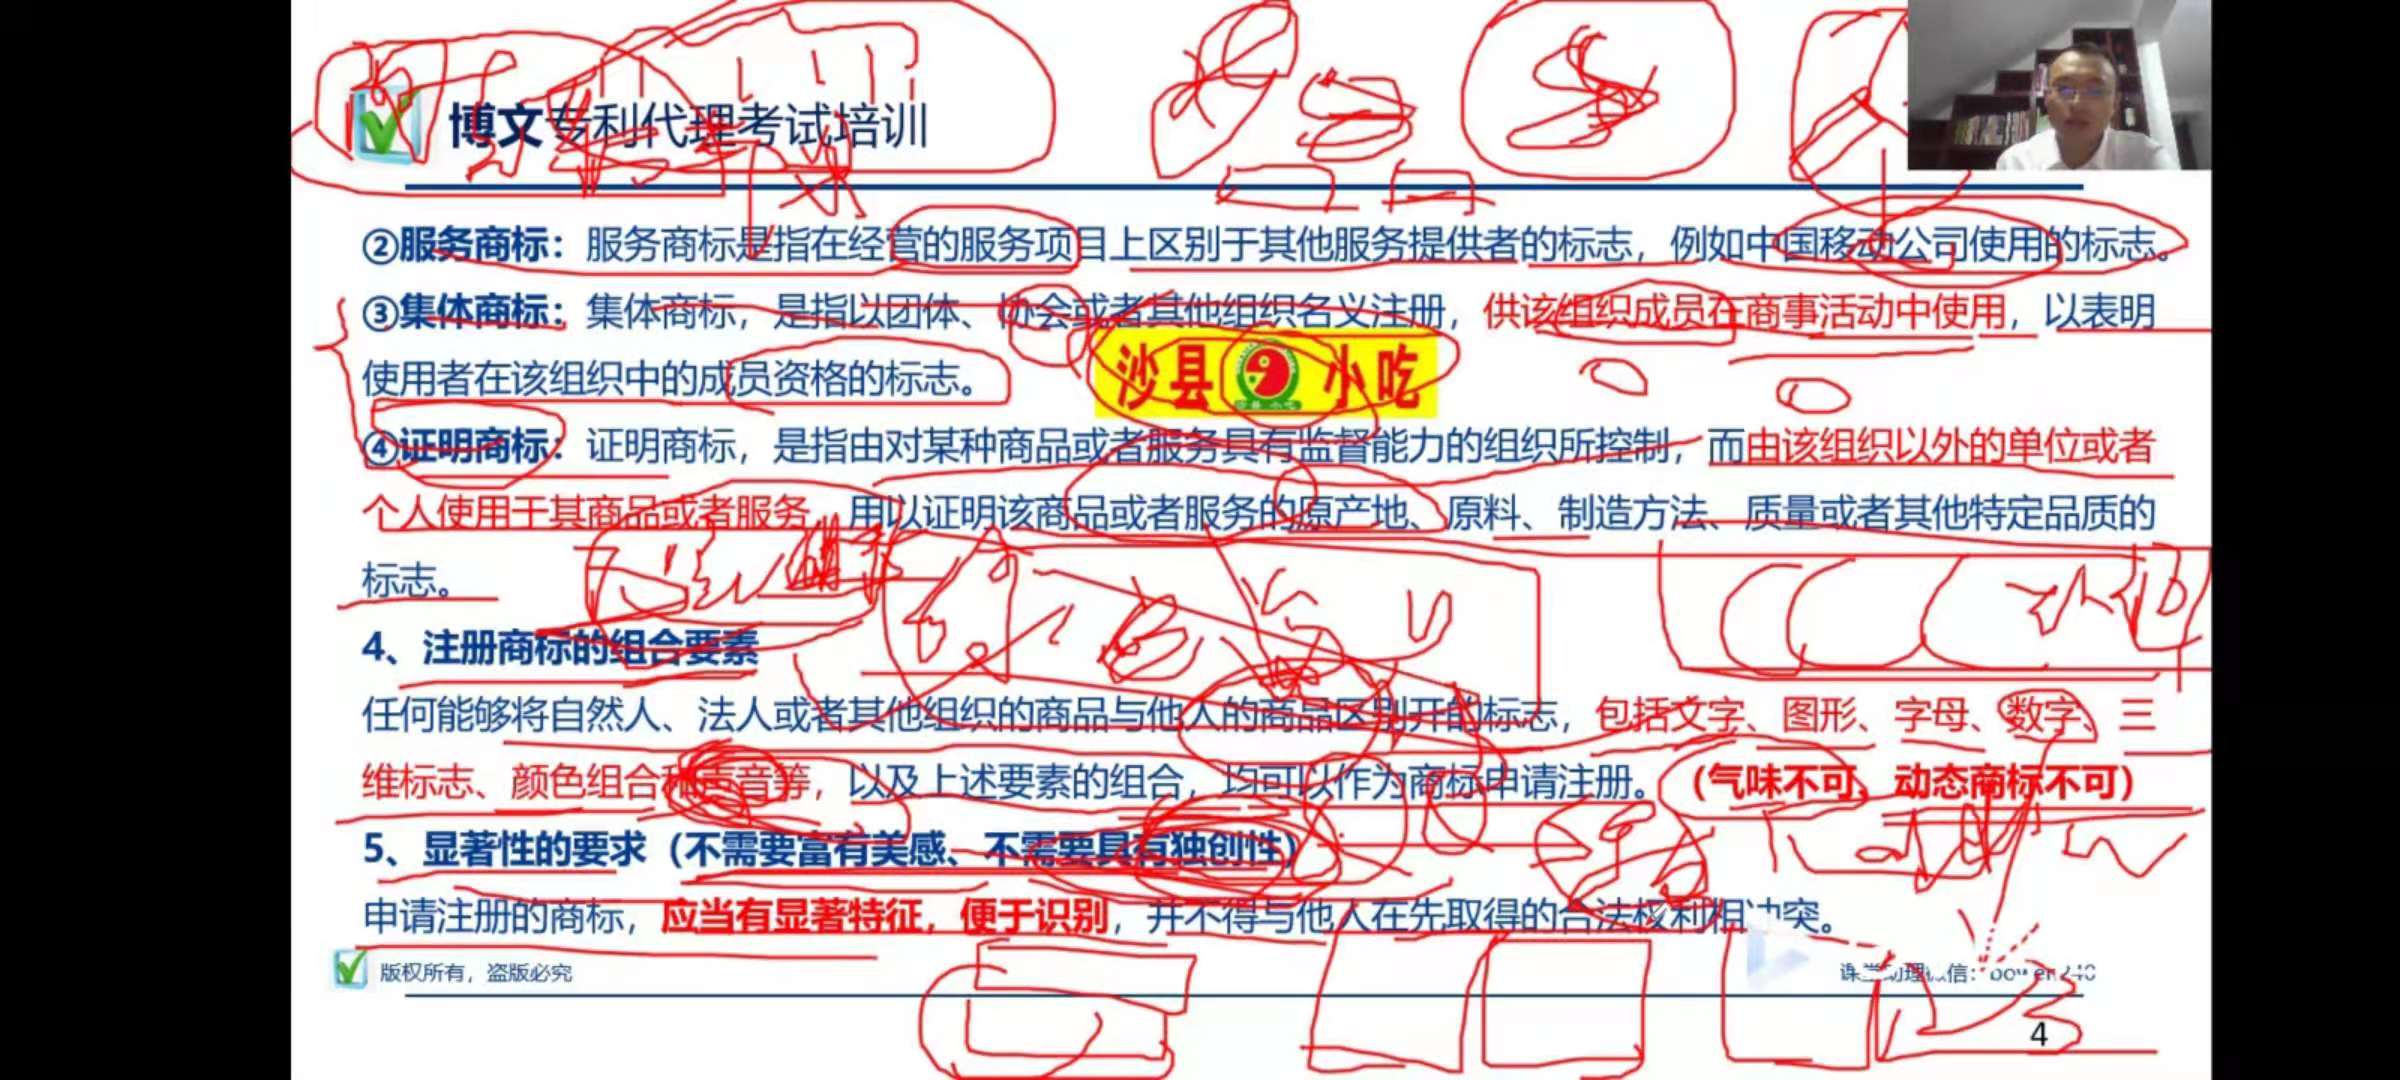 博文专利代理考试培训
②服务商标：服务商标是指在经营的服务项目上区别于其他服务提供者的标志，例如中国移动公司使用的标志。
③集体商标：集体商标，是指以团体、协会或者其他组织名义注册，供该组织成员在商事活动中使用，以表明
使用者在该组织中的成员资格的标志。
沙县小吃
④证明商标：证明商标，是指由对某种商品或者服务具有监督能力的组织所控制，而由该组织以外的单位或者
个人使用于其商品或者服务，用以证明该商品或者服务的原产地、原料、制造方法、质量或者其他特定品质的
标志。
4、注册商标的组合要素
任何能够将自然人、法人或者其他组织的商品与他人的商品区别开的标志，包括文字、图形、字母、数字、三
维标志、颜色组合和声音等，以及上述要素的组合，均可以作为商标申请注册。（气味不可、动态商标不可）
5、显著性的要求（不需要富有美感、不需要具有独创性）
申请注册的商标，应当有显著特征，便于识别，并不得与他人在先取得的合法权利相冲突。
版权所有，盗版必究
课堂助理微信：
4